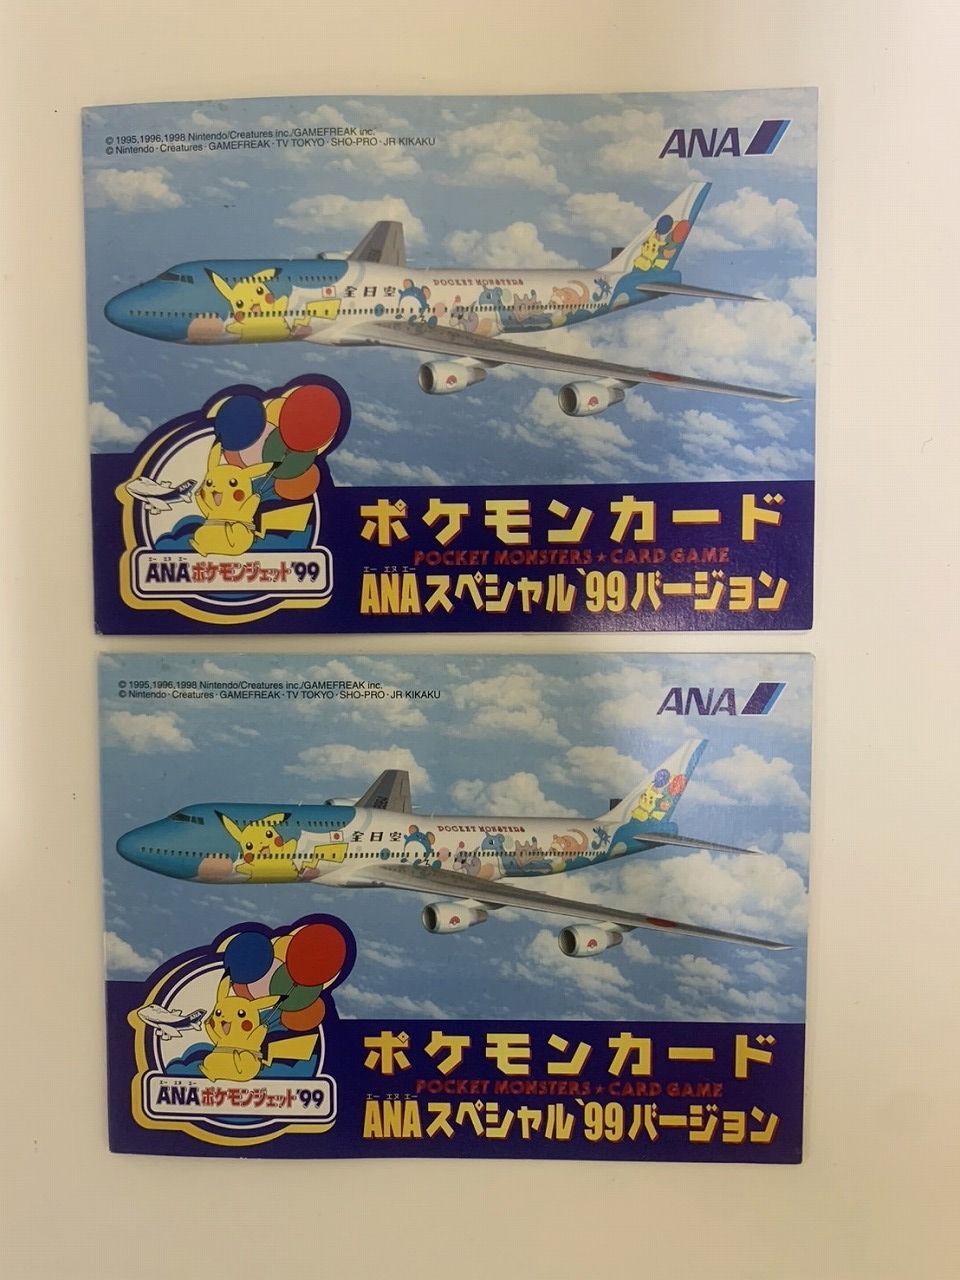 © 1995,1996,1998 Nintendo/Creatures inc./GAMEFREAK inc.
© Nintendo・Creatures・GAMEFREAK・TV TOKYO・SHO-PRO・JR KIKAKU
ANA
全日空
POCKET MONSTERS
ANA
エー エヌ エー
ANAポケモンジェット'99
ポケモンカード
POCKET MONSTERS★CARD GAME
エー エヌ エー
ANAスペシャル'99バージョン
© 1995,1996,1998 Nintendo/Creatures inc./GAMEFREAK inc.
© Nintendo・Creatures・GAMEFREAK・TV TOKYO・SHO-PRO・JR KIKAKU
ANA
全日空
POCKET MONSTERS
ANA
エー エヌ エー
ANAポケモンジェット'99
ポケモンカード
POCKET MONSTERS★CARD GAME
エー エヌ エー
ANAスペシャル'99バージョン